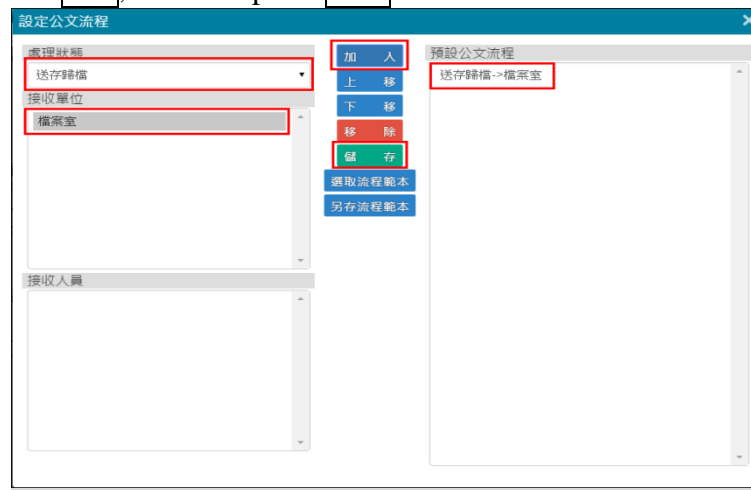 設定公文流程
處理狀態
送存歸檔
接收單位
檔案室
接收人員
加 入
上 移
下 移
移 除
儲 存
選取流程範本
另存流程範本
預設公文流程
送存歸檔->檔案室